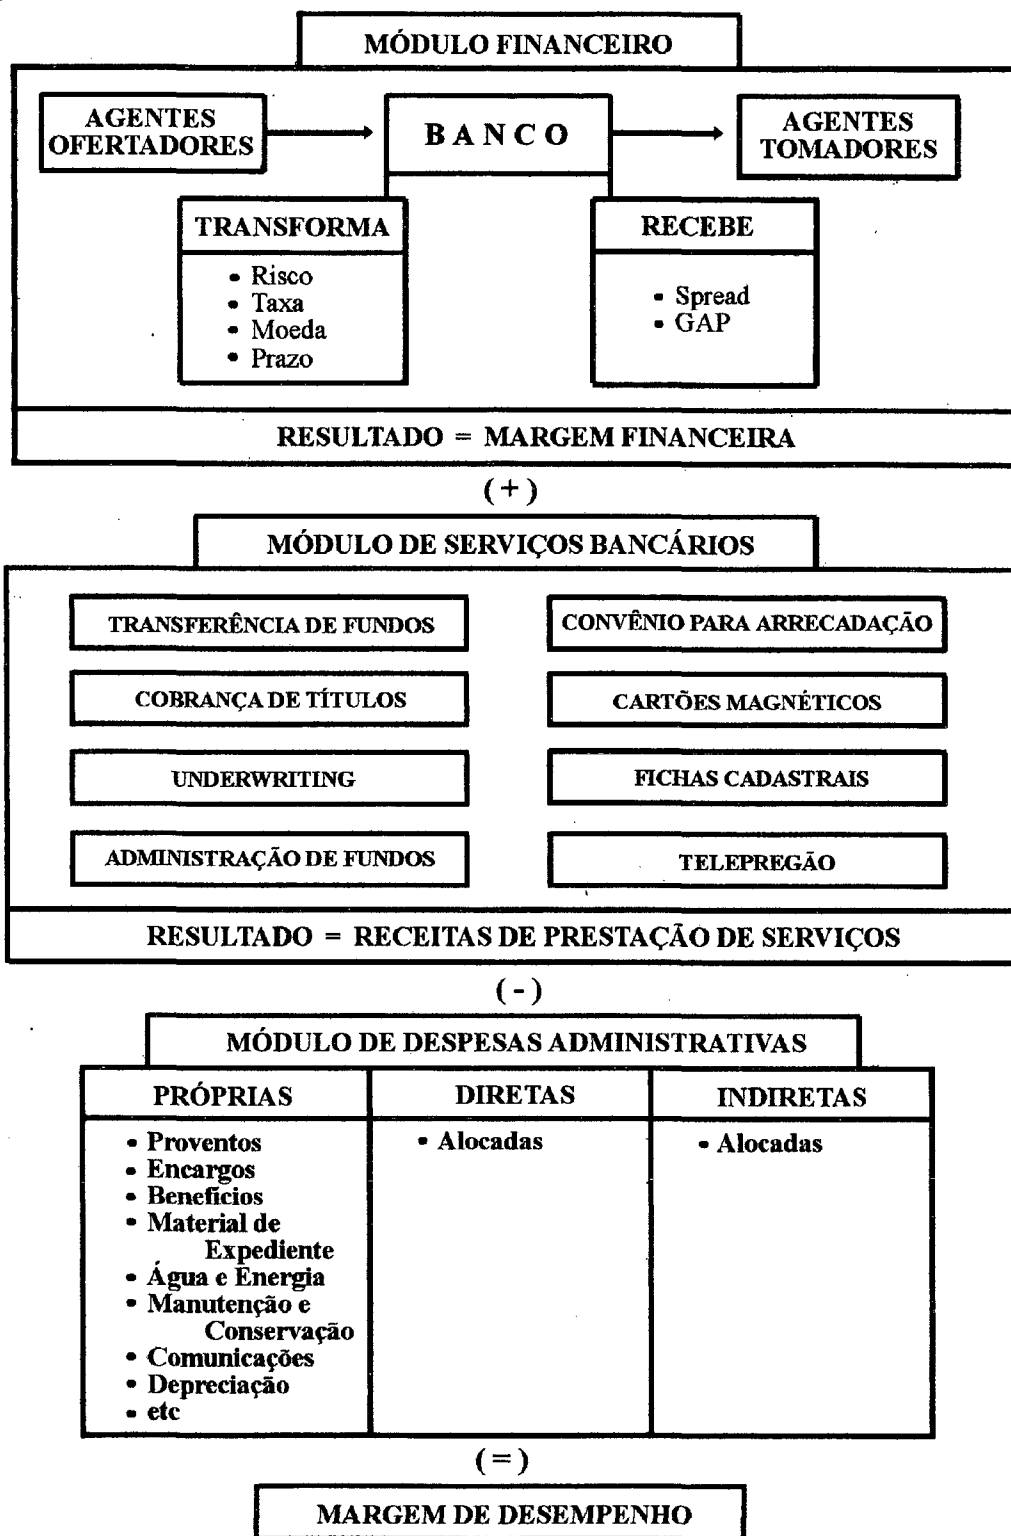 MÓDULO FINANCEIRO
AGENTES
OFERTADORES
BANCO
AGENTES
TOMADORES
TRANSFORMA
• Risco
• Taxa
• Moeda
• Prazo
RECEBE
• Spread
• GAP
RESULTADO = MARGEM FINANCEIRA
(+)
MÓDULO DE SERVIÇOS BANCÁRIOS
TRANSFERÊNCIA DE FUNDOS
CONVÊNIO PARA ARRECADAÇÃO
COBRANÇA DE TÍTULOS
CARTÕES MAGNÉTICOS
UNDERWRITING
FICHAS CADASTRAIS
ADMINISTRAÇÃO DE FUNDOS
TELEPREGÃO
RESULTADO = RECEITAS DE PRESTAÇÃO DE SERVIÇOS
(-)
MÓDULO DE DESPESAS ADMINISTRATIVAS
PRÓPRIAS
• Proventos
• Encargos
• Benefícios
• Material de
Expediente
• Água e Energia
• Manutenção e
Conservação
• Comunicações
• Depreciação
• etc
DIRETAS
• Alocadas
INDIRETAS
• Alocadas
(=)
MARGEM DE DESEMPENHO